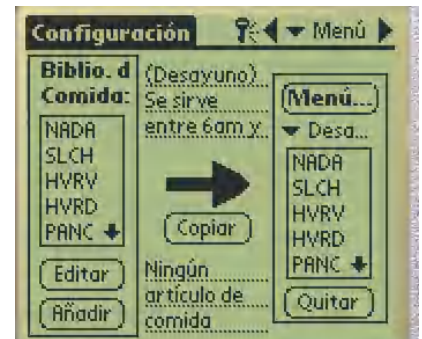 Configuración
Menú
Biblio. d
Comida:
NADA
SLCH
HVRV
HVRD
PANC
Editar
Añadir
(Desayuno)
Se sirve
entre 6am y
Copiar
Ningún
artículo de
comida
Menú...
Desa...
NADA
SLCH
HVRV
HVRD
PANC
Quitar